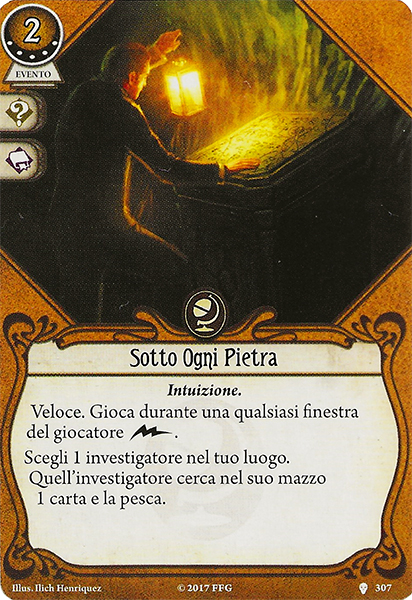 2
EVENTO
?
Sotto Ogni Pietra
Intuizione.
Veloce. Gioca durante una qualsiasi finestra
del giocatore .
Scegli 1 investigatore nel tuo luogo.
Quell'investigatore cerca nel suo mazzo
1 carta e la pesca.
Illus. Ilich Henriquez
© 2017 FFG
307